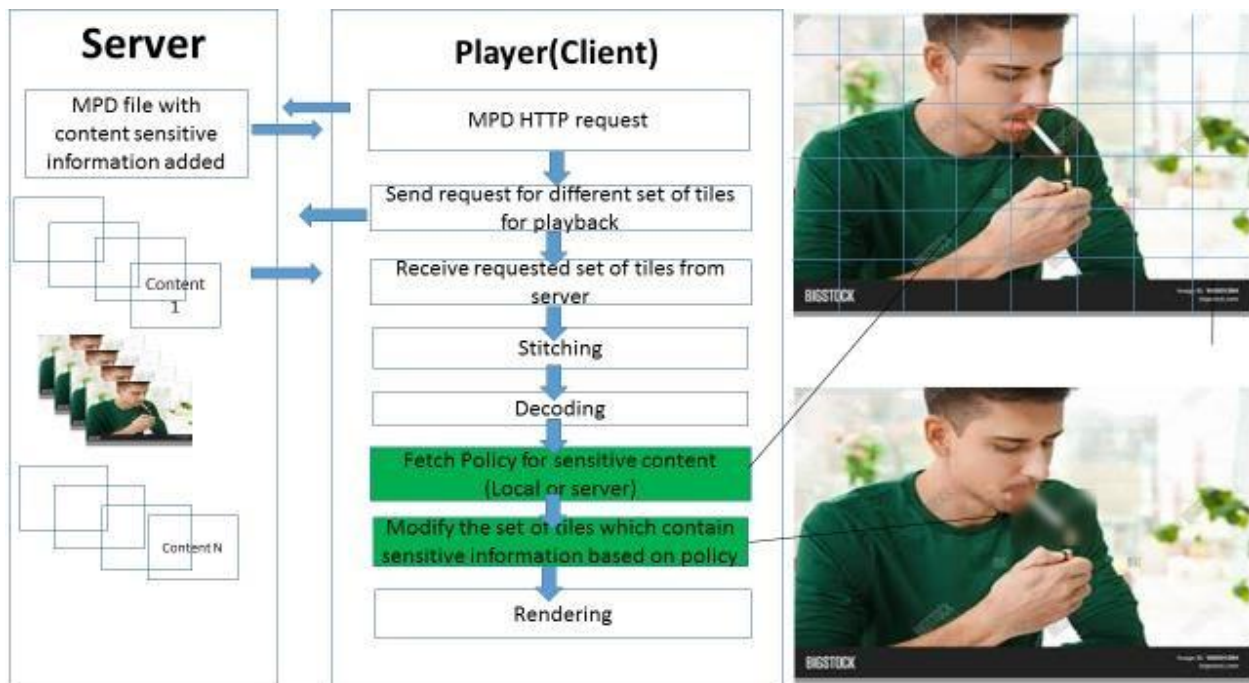 Server
MPD file with
content sensitive
information added
Content
1
Content N
Player(Client)
MPD HTTP request
Send request for different set of tiles
for playback
Receive requested set of tiles from
server
Stitching
Decoding
Fetch Policy for sensitive content
(Local or server)
Modify the set of tiles which contain
sensitive information based on policy
Rendering
BIGSTOCK
BIGSTOCK